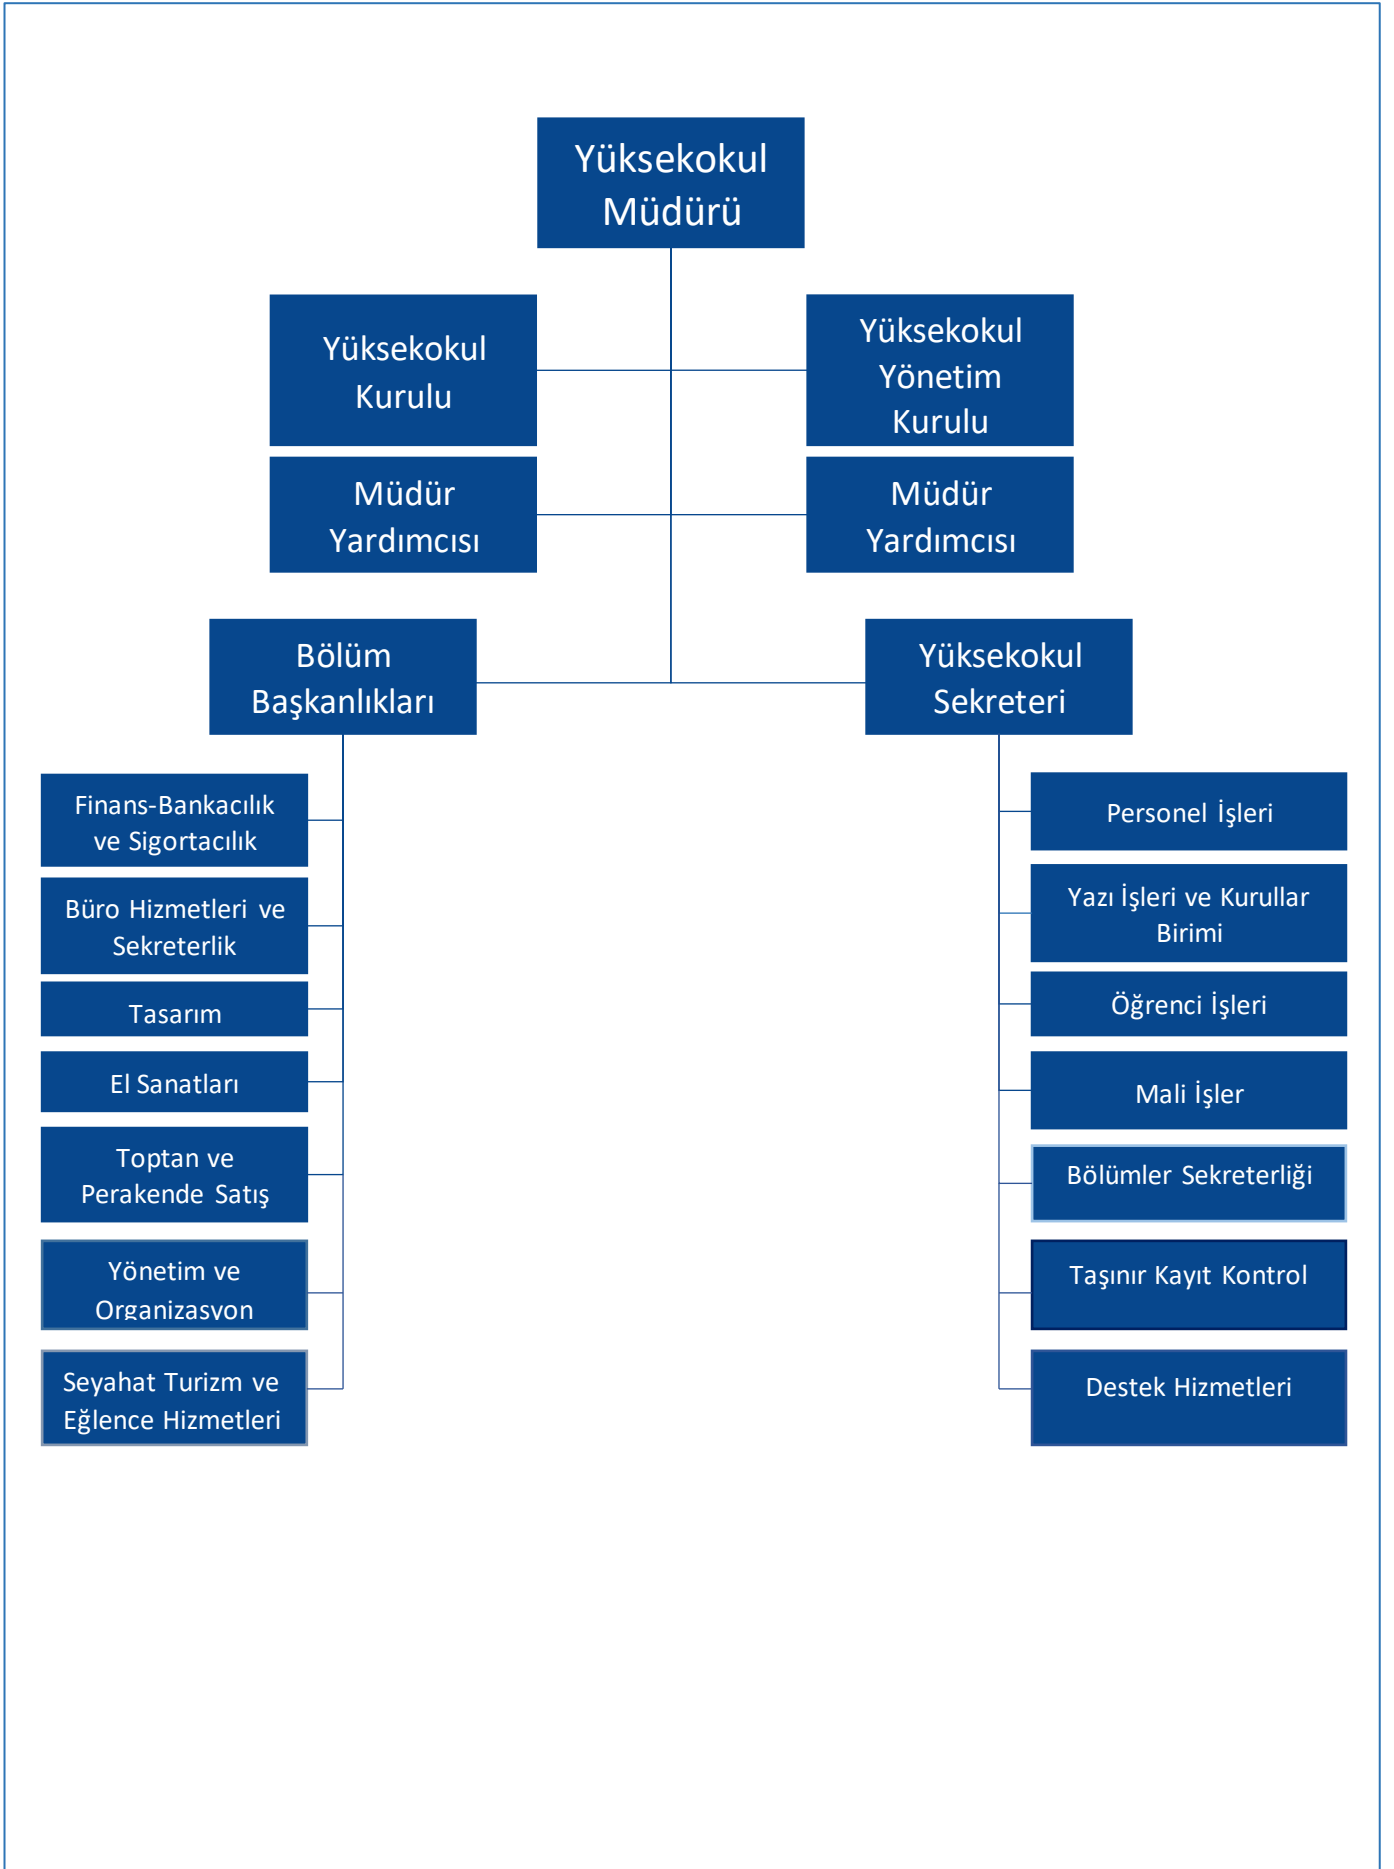 Yüksekokul
Müdürü
Yüksekokul
Kurulu
Yüksekokul
Yönetim
Kurulu
Müdür
Yardımcısı
Müdür
Yardımcısı
Bölüm
Başkanlıkları
Yüksekokul
Sekreteri
Finans-Bankacılık
ve Sigortacılık
Büro Hizmetleri ve
Sekreterlik
Tasarım
El Sanatları
Toptan ve
Perakende Satış
Yönetim ve
Organizasyon
Seyahat Turizm ve
Eğlence Hizmetleri
Personel İşleri
Yazı İşleri ve Kurullar
Birimi
Öğrenci İşleri
Mali İşler
Bölümler Sekreterliği
Taşınır Kayıt Kontrol
Destek Hizmetleri